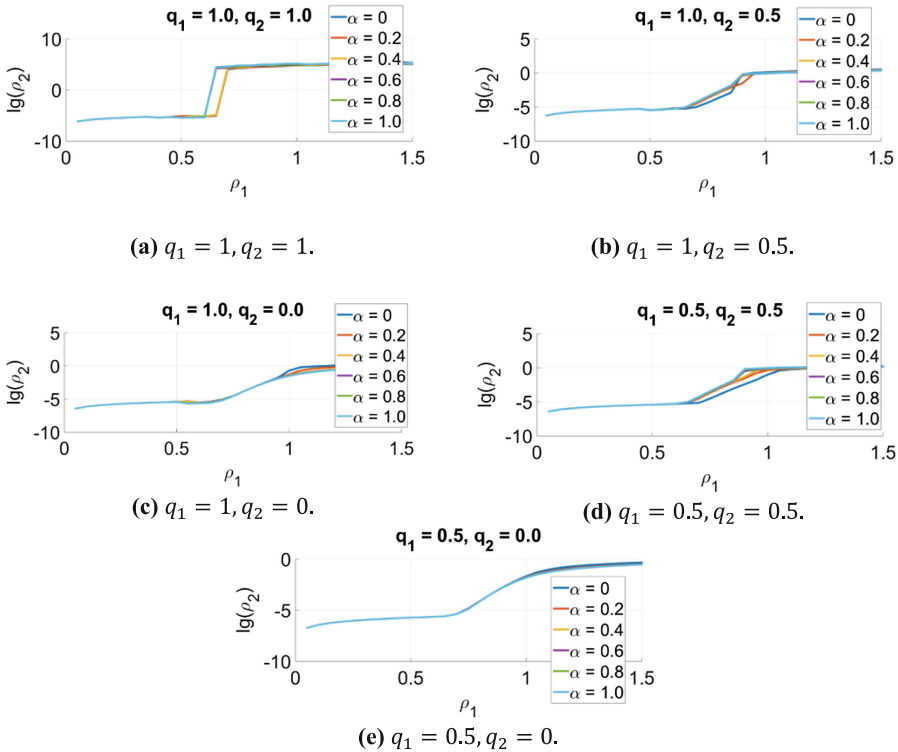 q1 = 1.0, q2 = 1.0
10
0
-10
0
0.5
1
1.5
lg(ρ2)
ρ1
α = 0
α = 0.2
α = 0.4
α = 0.6
α = 0.8
α = 1.0
(a) q1 = 1, q2 = 1.
q1 = 1.0, q2 = 0.5
5
0
-5
-10
0
0.5
1
1.5
lg(ρ2)
ρ1
α = 0
α = 0.2
α = 0.4
α = 0.6
α = 0.8
α = 1.0
(b) q1 = 1, q2 = 0.5.
q1 = 1.0, q2 = 0.0
5
0
-5
-10
0
0.5
1
1.5
lg(ρ2)
ρ1
α = 0
α = 0.2
α = 0.4
α = 0.6
α = 0.8
α = 1.0
(c) q1 = 1, q2 = 0.
q1 = 0.5, q2 = 0.5
5
0
-5
-10
0
0.5
1
1.5
lg(ρ2)
ρ1
α = 0
α = 0.2
α = 0.4
α = 0.6
α = 0.8
α = 1.0
(d) q1 = 0.5, q2 = 0.5.
q1 = 0.5, q2 = 0.0
0
-5
-10
0
0.5
1
1.5
lg(ρ2)
ρ1
α = 0
α = 0.2
α = 0.4
α = 0.6
α = 0.8
α = 1.0
(e) q1 = 0.5, q2 = 0.